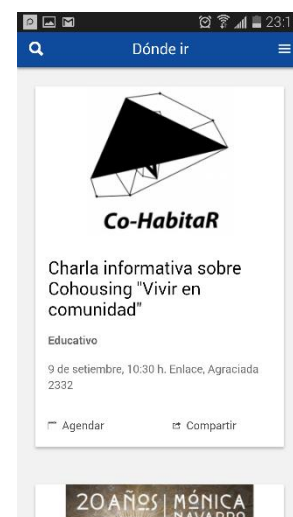 23:1
Dónde ir
Co-HabitaR
Charla informativa sobre
Cohousing "Vivir en
comunidad"
Educativo
9 de setiembre, 10:30 h. Enlace, Agraciada
2332
Agendar Compartir
20 AÑOS | MÓNICA
NAVARRO